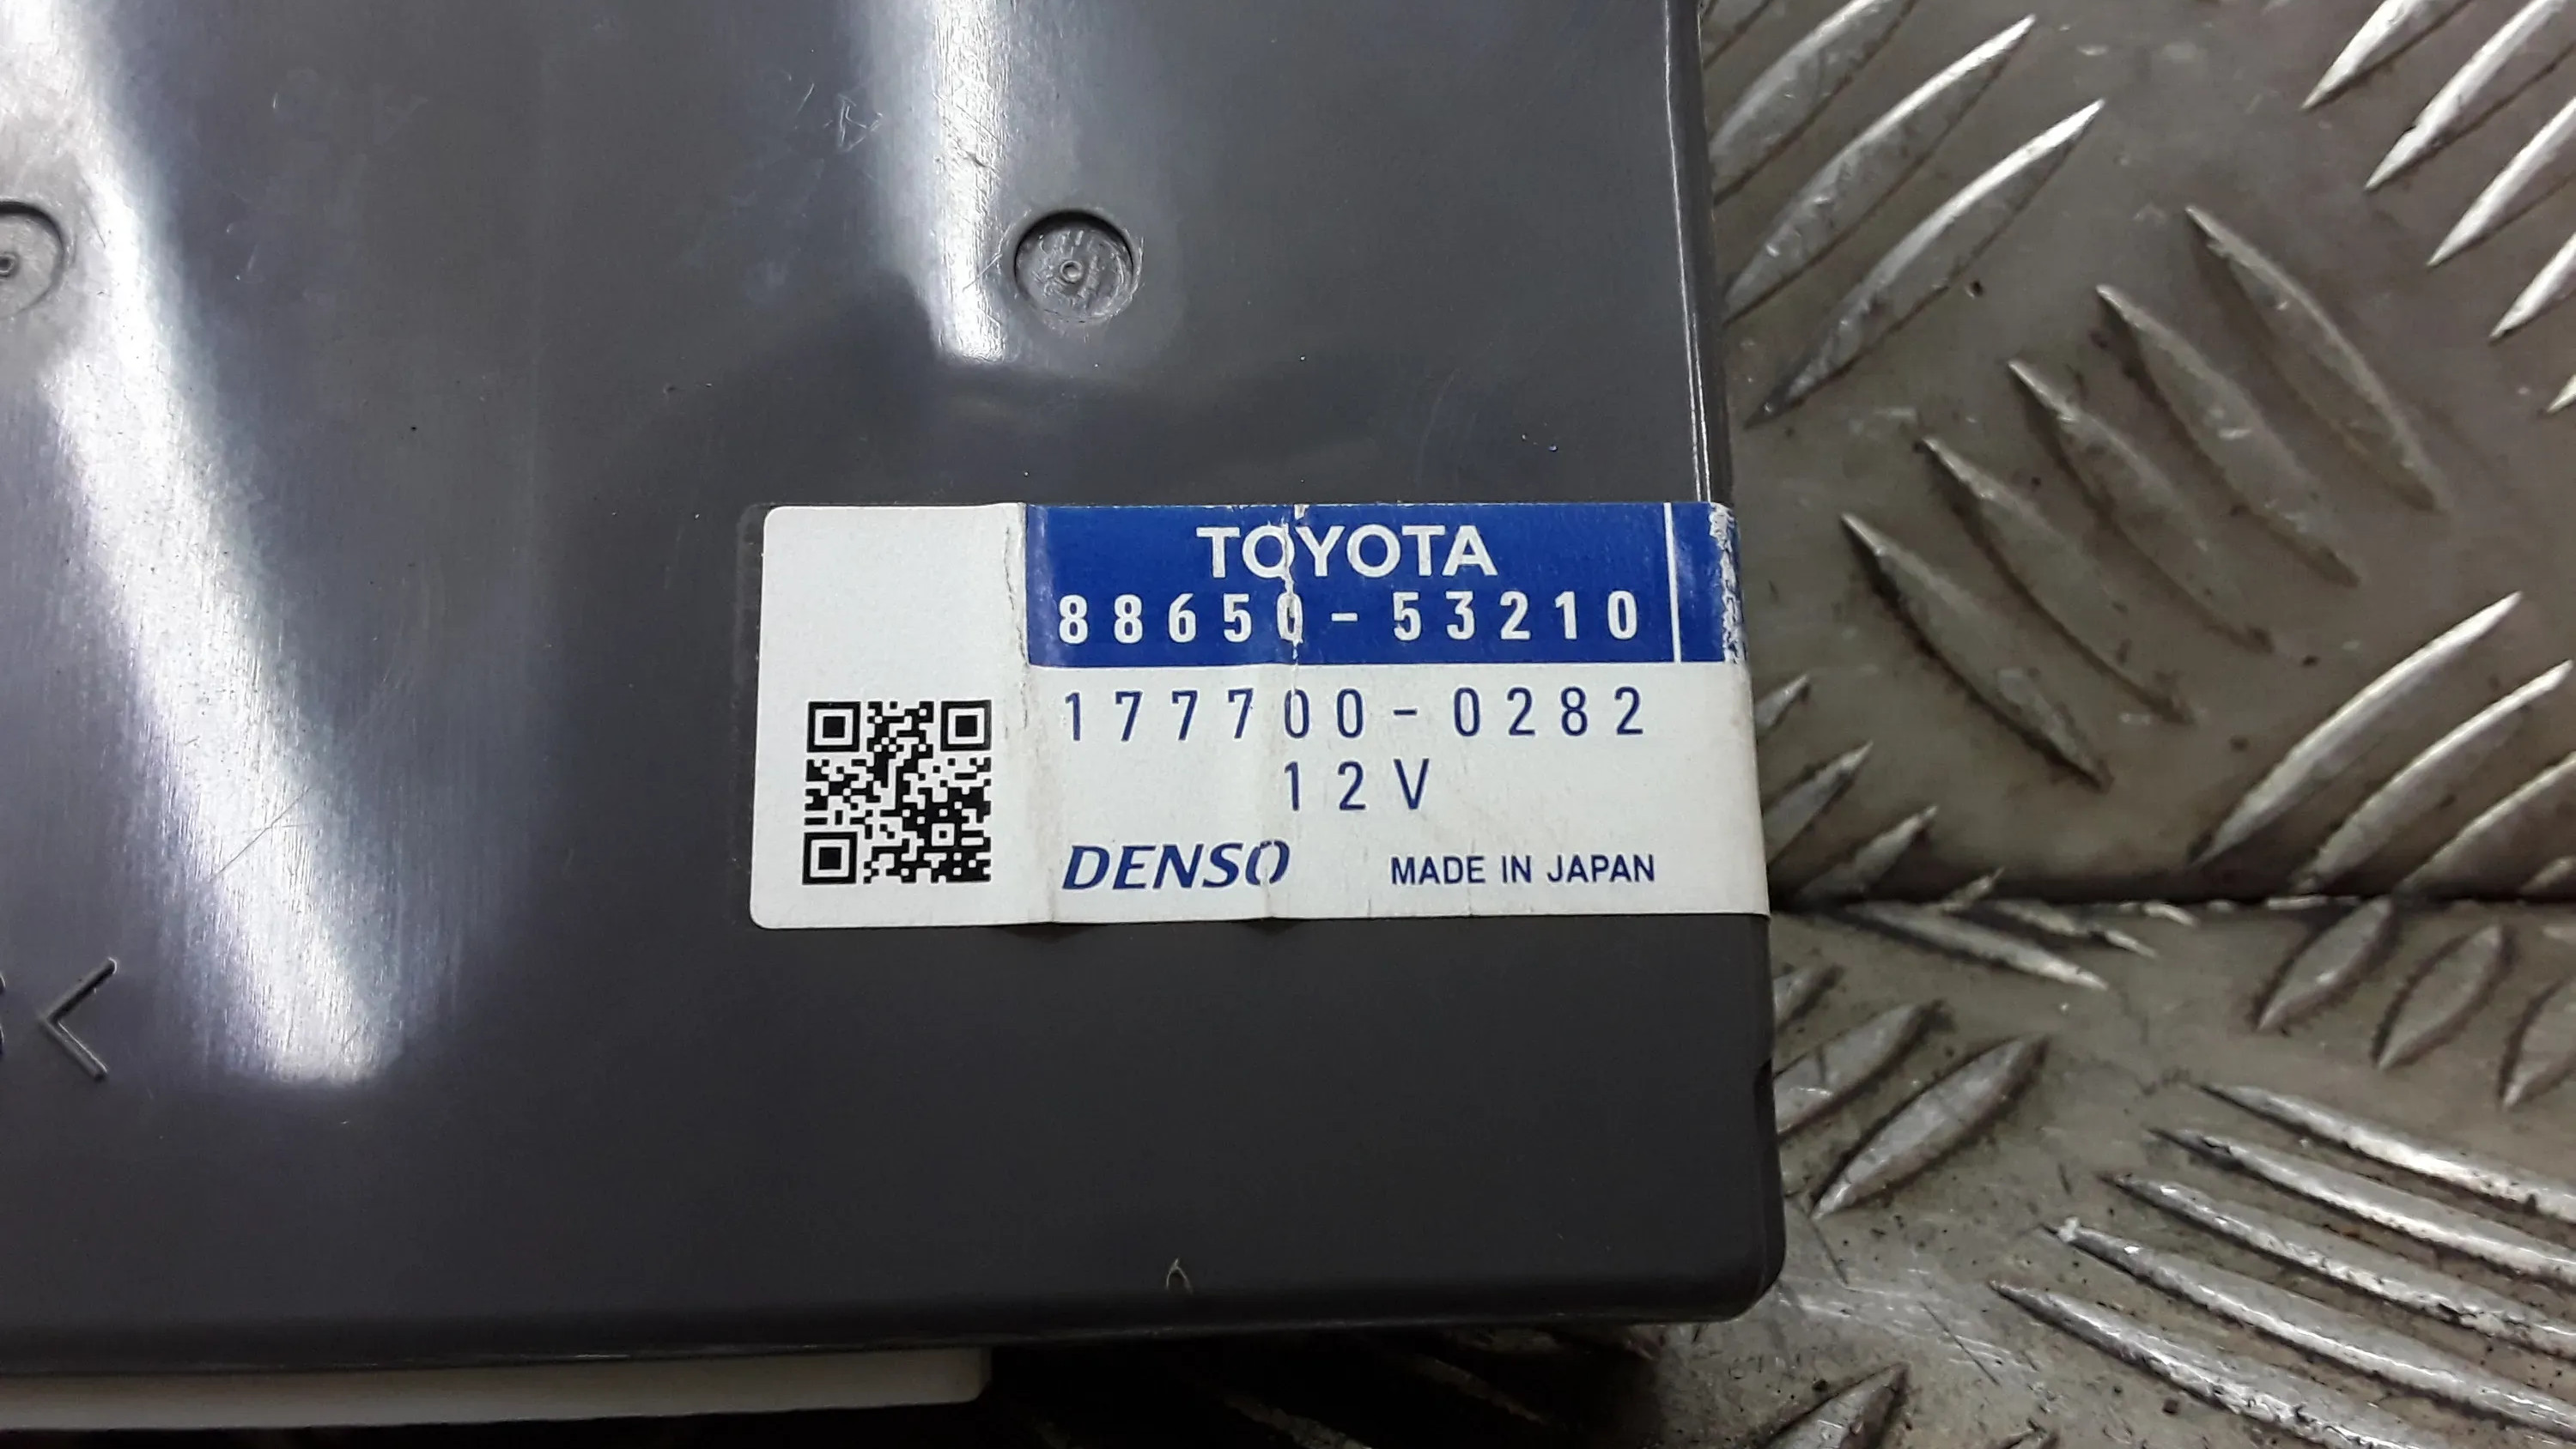 TOYOTA
88650-53210
177700-0282
12V
DENSO MADE IN JAPAN